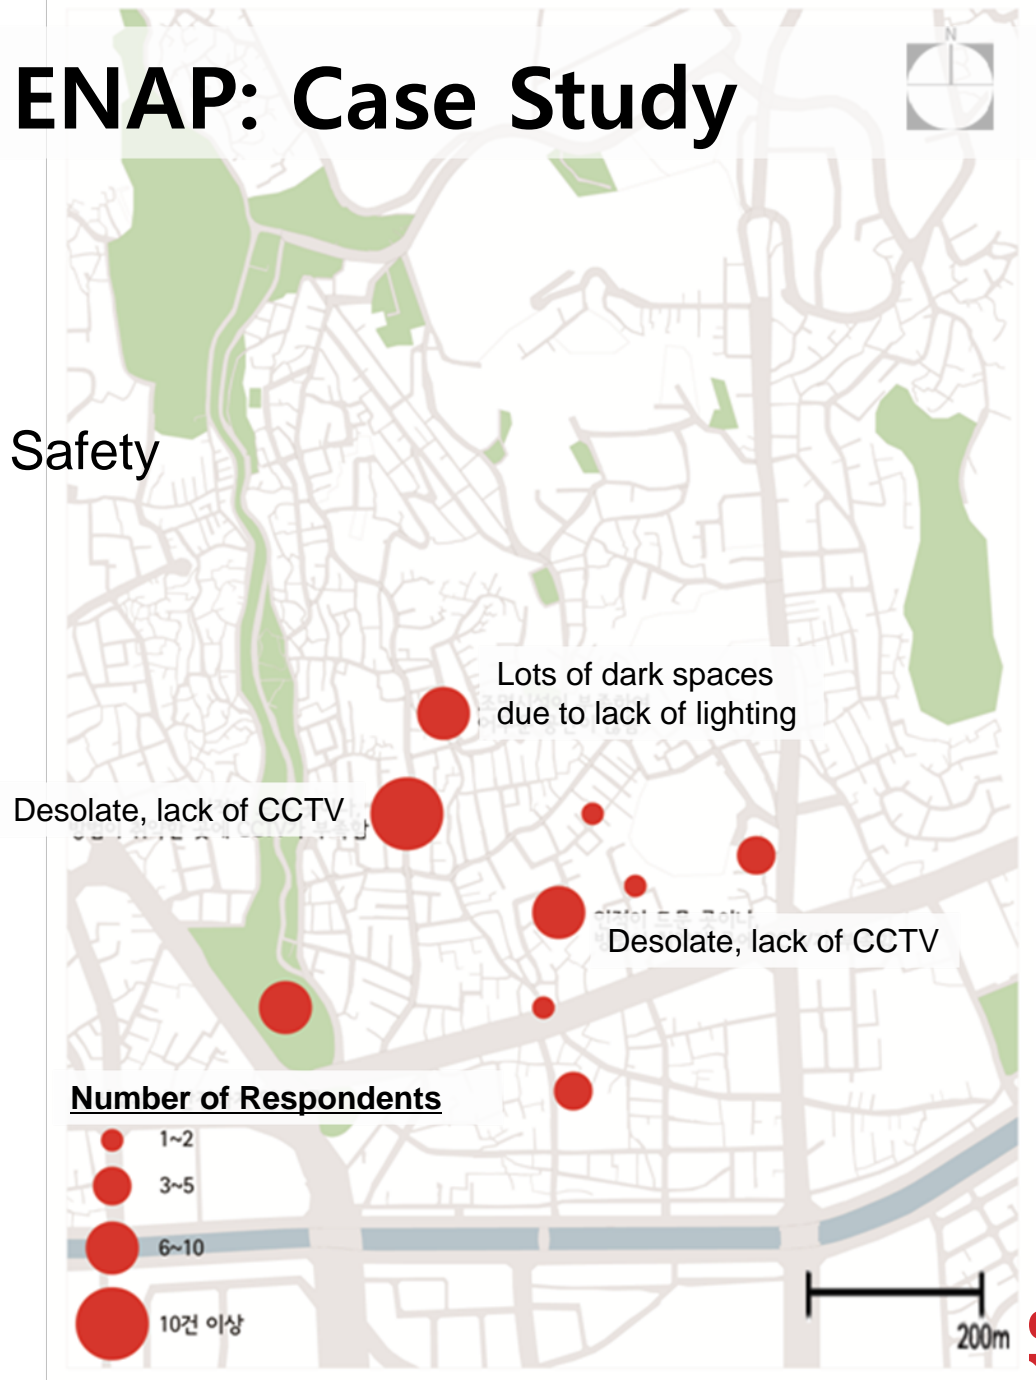 ENAP: Case Study
N
Safety
Lots of dark spaces
due to lack of lighting
Desolate, lack of CCTV
Desolate, lack of CCTV
Number of Respondents
1~2
3~5
6~10
10건 이상
200m